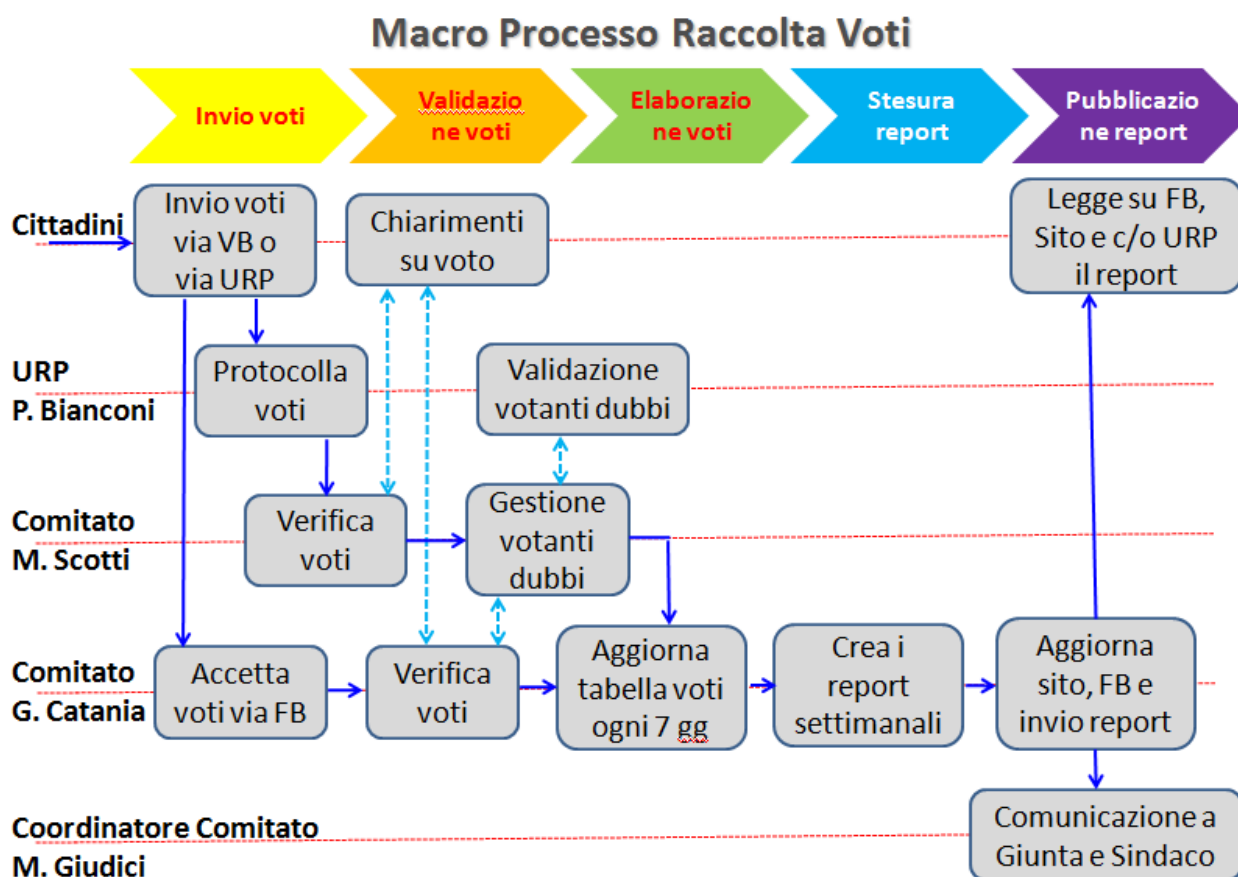 Macro Processo Raccolta Voti
Invio voti
Validazio
ne voti
Elaborazio
ne voti
Stesura
report
Pubblicazio
ne report
Cittadini
Invio voti
via VB o
via URP
Chiarimenti
su voto
Legge su FB,
Sito e c/o URP
il report
URP
P. Bianconi
Protocolla
voti
Validazione
votanti dubbi
Comitato
M. Scotti
Verifica
voti
Gestione
votanti
dubbi
Comitato
G. Catania
Accetta
voti via FB
Verifica
voti
Aggiorna
tabella voti
ogni 7 gg
Crea i
report
settimanali
Aggiorna
sito, FB e
invio report
Coordinatore Comitato
M. Giudici
Comunicazione a
Giunta e Sindaco